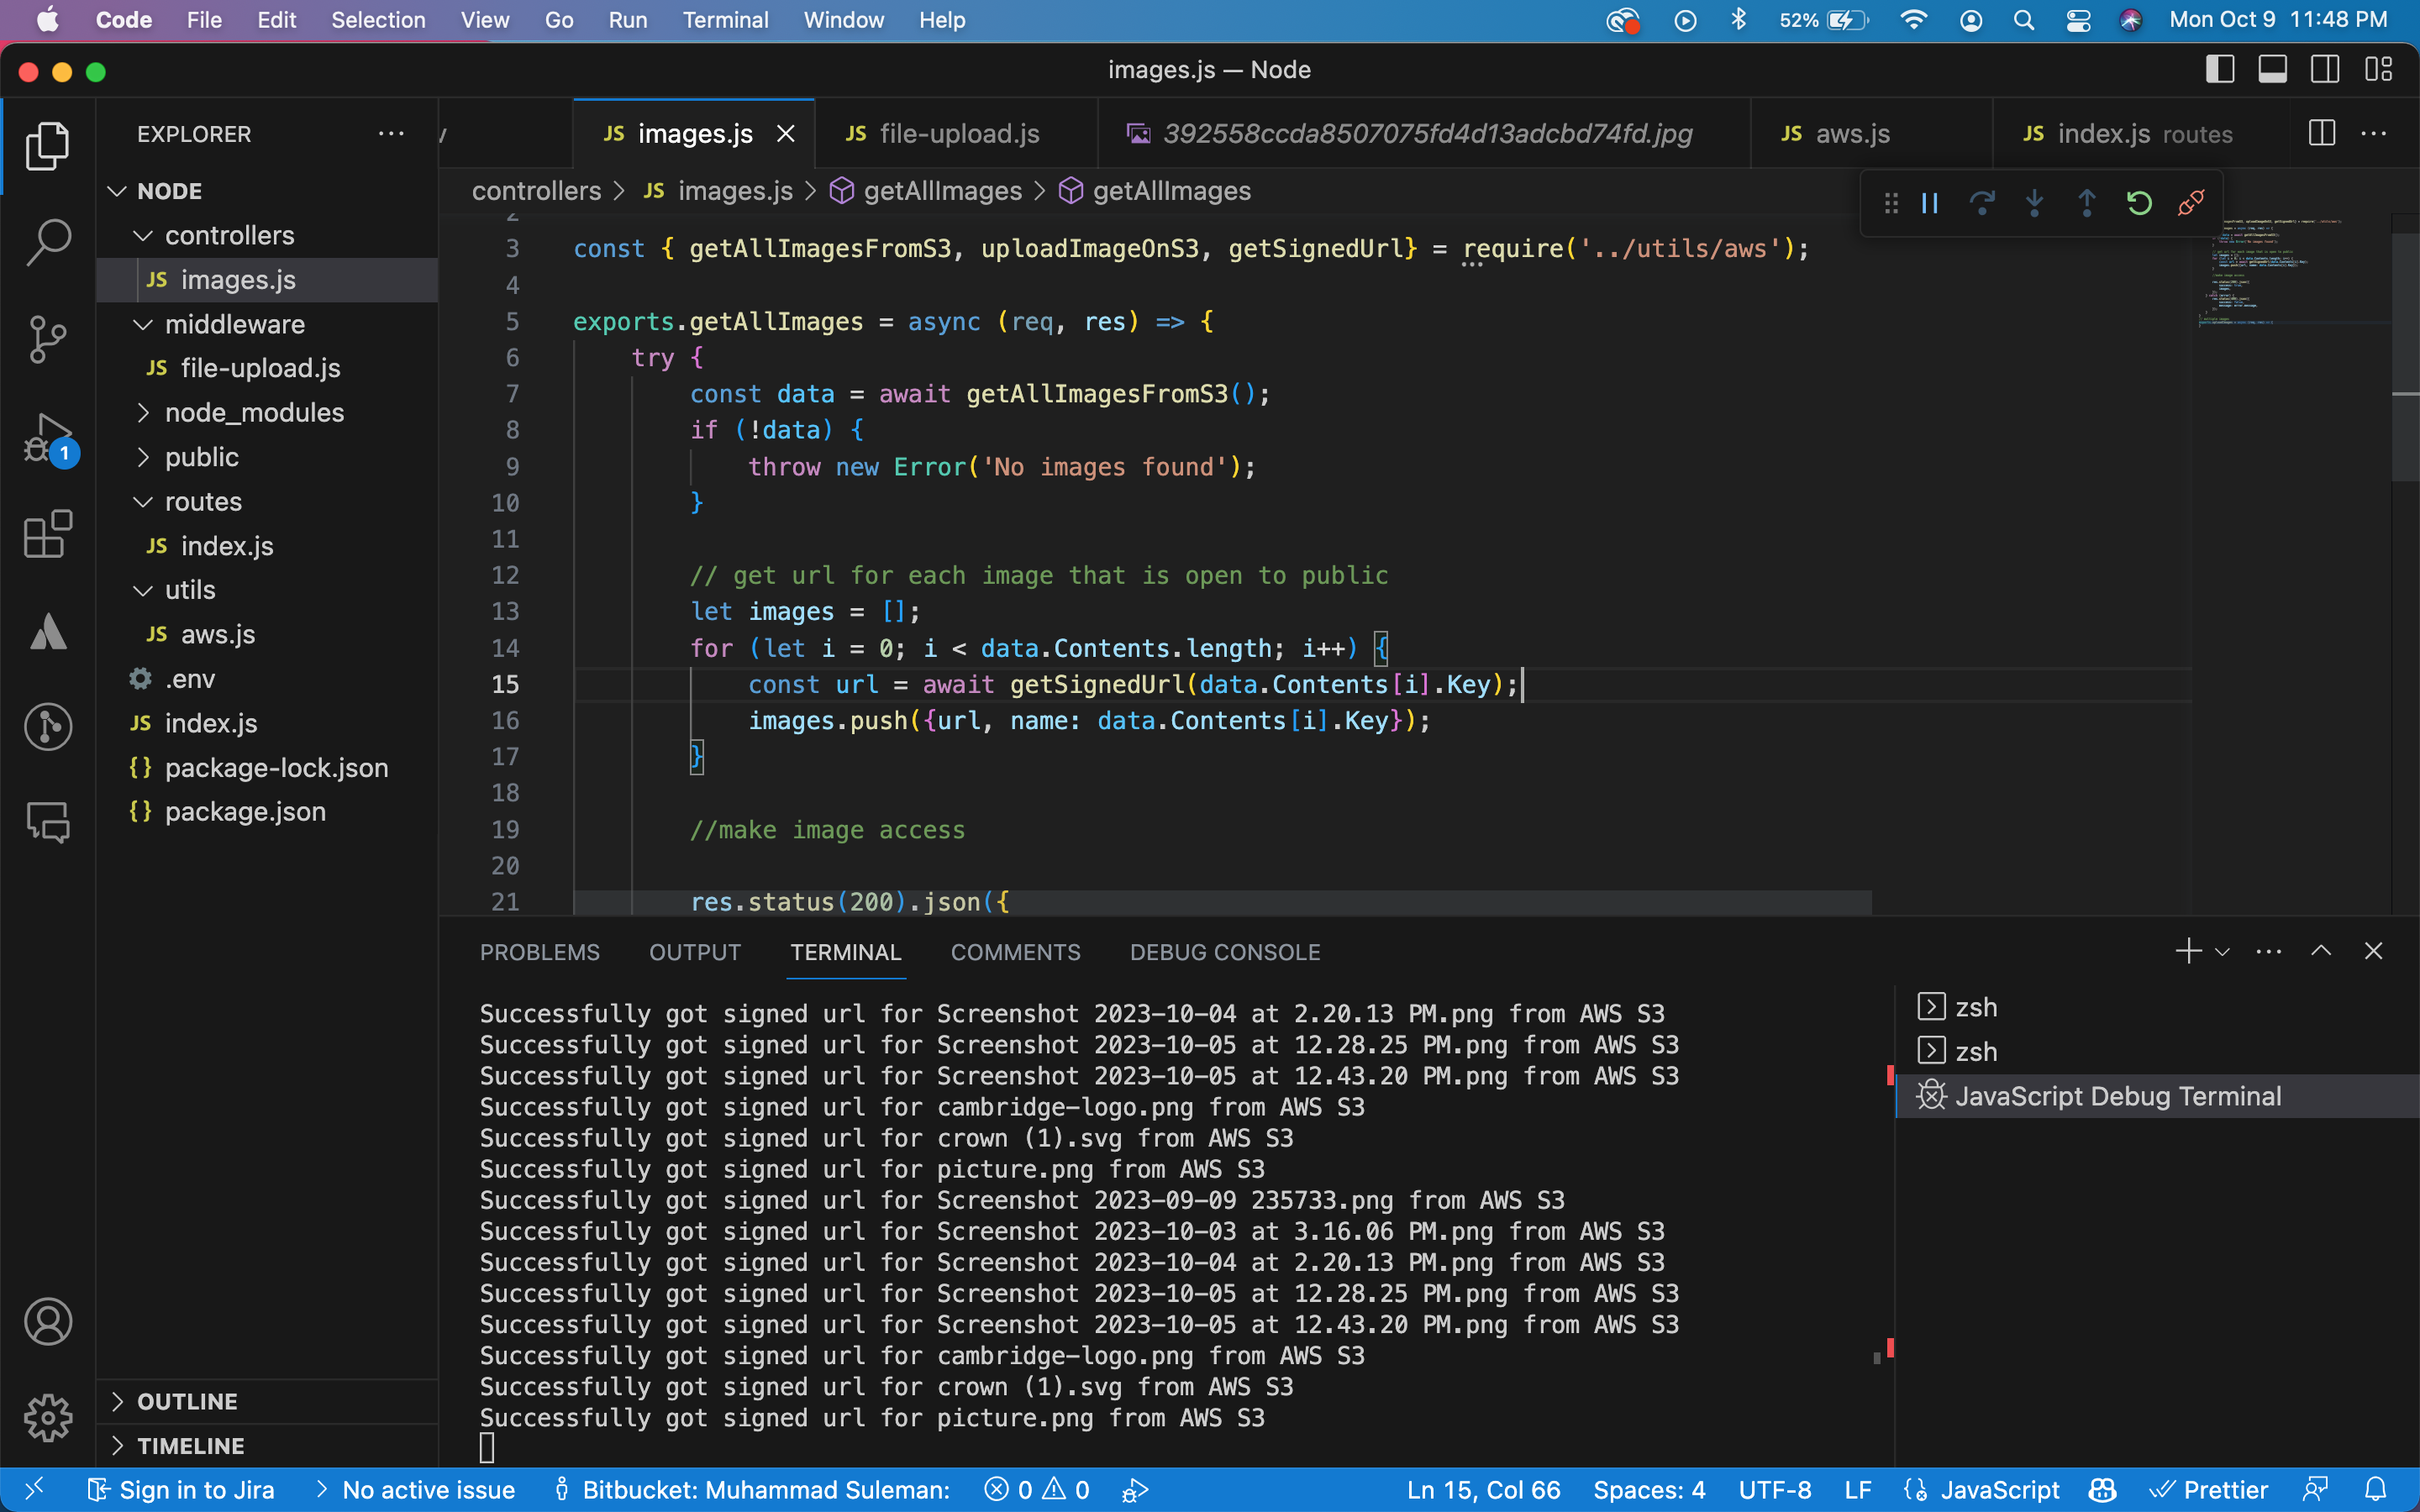 Code File Edit Selection View Go Run Terminal Window Help 52% Mon Oct 9 11:48 PM
images.js — Node
EXPLORER
NODE
controllers
JS images.js
middleware
JS file-upload.js
node_modules
public
routes
JS index.js
utils
JS aws.js
.env
JS index.js
{} package-lock.json
{} package.json
OUTLINE
TIMELINE
1
JS images.js JS file-upload.js 392558ccda8507075fd4d13adcbd74fd.jpg JS aws.js JS index.js routes
controllers > JS images.js > getAllImages > getAllImages
2
3 const { getAllImagesFromS3, uploadImageOnS3, getSignedUrl} = require('../utils/aws');
4
5 exports.getAllImages = async (req, res) => {
6 try {
7 const data = await getAllImagesFromS3();
8 if (!data) {
9 throw new Error('No images found');
10 }
11
12 // get url for each image that is open to public
13 let images = [];
14 for (let i = 0; i < data.Contents.length; i++) {
15 const url = await getSignedUrl(data.Contents[i].Key);
16 images.push({url, name: data.Contents[i].Key});
17 }
18
19 //make image access
20
21 res.status(200).json({
PROBLEMS OUTPUT TERMINAL COMMENTS DEBUG CONSOLE
Successfully got signed url for Screenshot 2023-10-04 at 2.20.13 PM.png from AWS S3
Successfully got signed url for Screenshot 2023-10-05 at 12.28.25 PM.png from AWS S3
Successfully got signed url for Screenshot 2023-10-05 at 12.43.20 PM.png from AWS S3
Successfully got signed url for cambridge-logo.png from AWS S3
Successfully got signed url for crown (1).svg from AWS S3
Successfully got signed url for picture.png from AWS S3
Successfully got signed url for Screenshot 2023-09-09 235733.png from AWS S3
Successfully got signed url for Screenshot 2023-10-03 at 3.16.06 PM.png from AWS S3
Successfully got signed url for Screenshot 2023-10-04 at 2.20.13 PM.png from AWS S3
Successfully got signed url for Screenshot 2023-10-05 at 12.28.25 PM.png from AWS S3
Successfully got signed url for Screenshot 2023-10-05 at 12.43.20 PM.png from AWS S3
Successfully got signed url for cambridge-logo.png from AWS S3
Successfully got signed url for crown (1).svg from AWS S3
Successfully got signed url for picture.png from AWS S3
zsh
zsh
JavaScript Debug Terminal
Sign in to Jira > No active issue Bitbucket: Muhammad Suleman: 0 0 Ln 15, Col 66 Spaces: 4 UTF-8 LF JavaScript Prettier